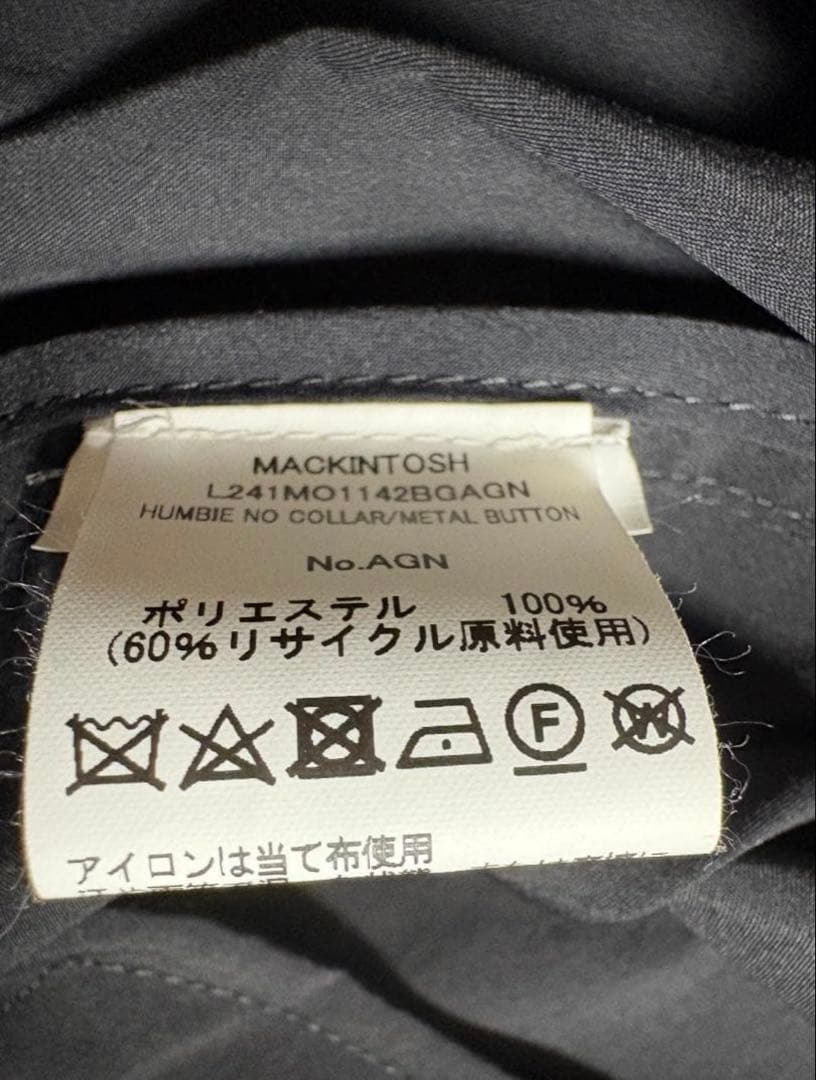 MACKINTOSH
L241MO1142BGAGN
HUMBIE NO COLLAR/METAL BUTTON
No.AGN
ポリエステル 100%
(60%リサイクル原料使用)
F
W
アイロンは当て布使用